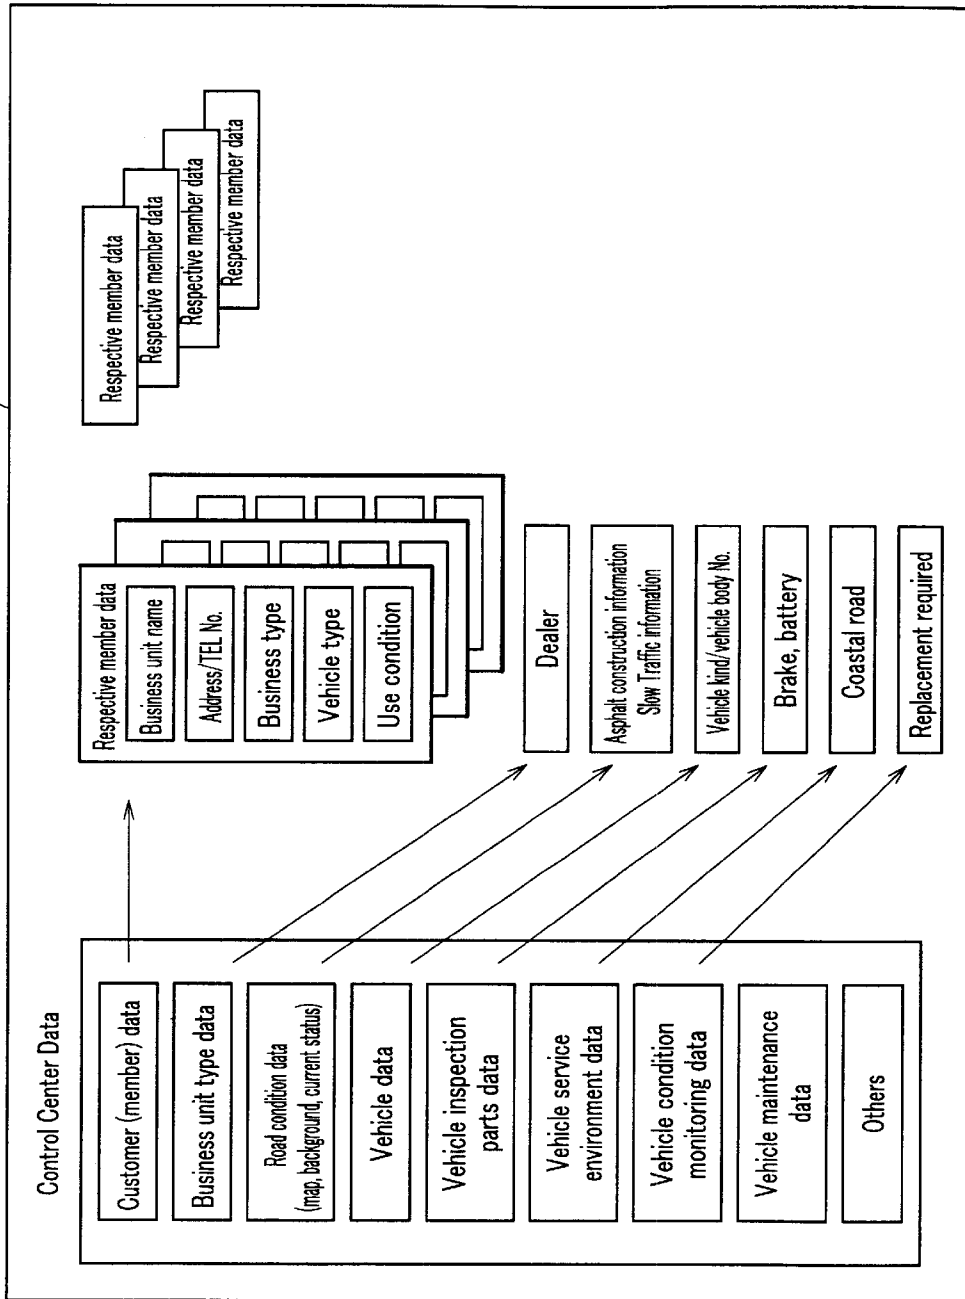 Control Center Data
Customer (member) data
Business unit type data
Road condition data
(map, background, current status)
Vehicle data
Vehicle inspection
parts data
Vehicle service
environment data
Vehicle condition
monitoring data
Vehicle maintenance
data
Others
Respective member data
Business unit name
Address/TEL No.
Business type
Vehicle type
Use condition
Dealer
Asphalt construction information
Slow Traffic information
Vehicle kind/vehicle body No.
Brake, battery
Coastal road
Replacement required
Respective member data
Respective member data
Respective member data
Respective member data